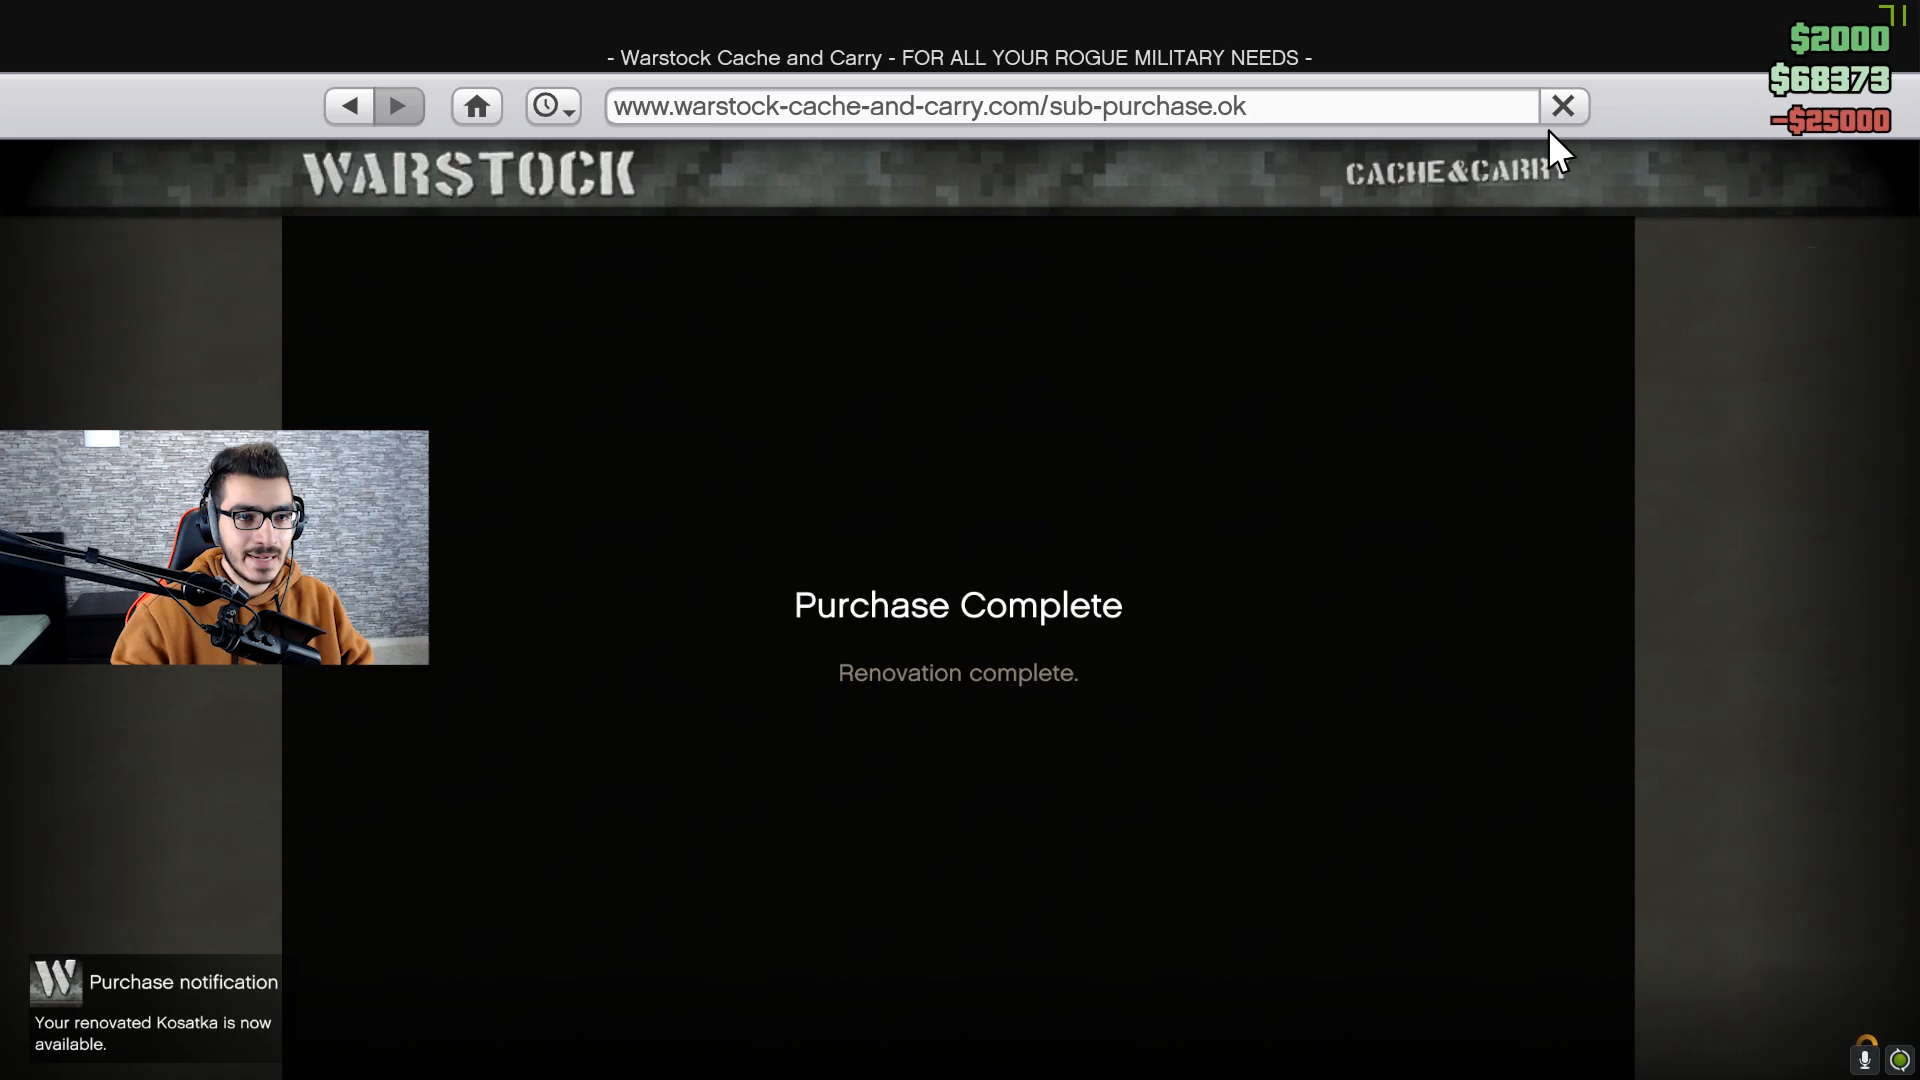 - Warstock Cache and Carry - FOR ALL YOUR ROGUE MILITARY NEEDS -
$2000
$68373
-$25000
www.warstock-cache-and-carry.com/sub-purchase.ok
WARSTOCK
CACHE&CARRY
Purchase Complete
Renovation complete.
W Purchase notification
Your renovated Kosatka is now
available.